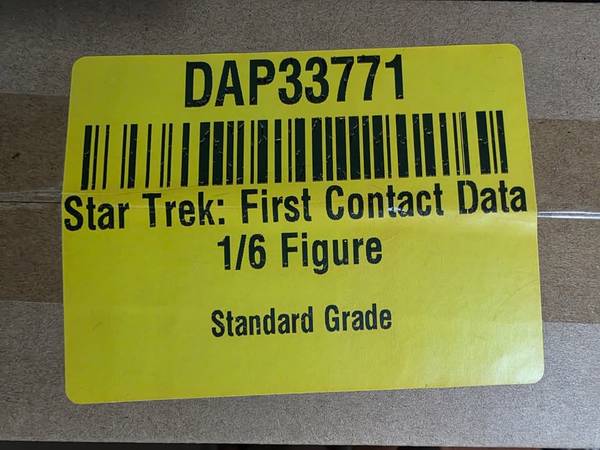 DAP33771
Star Trek: First Contact Data
1/6 Figure
Standard Grade